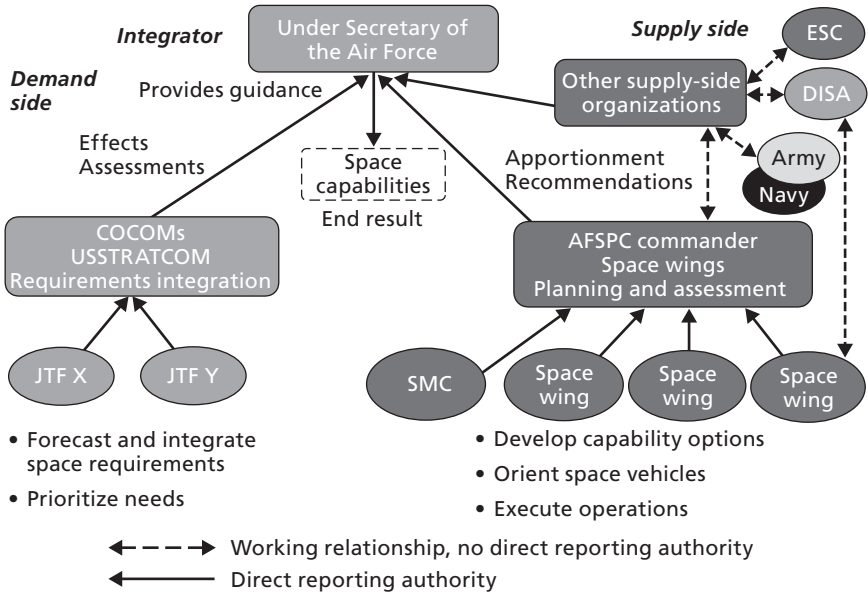 Integrator
Under Secretary of
the Air Force
Supply side
ESC
Demand
side
Provides guidance
Other supply-side
organizations
DISA
Effects
Assessments
Space
capabilities
End result
Apportionment
Recommendations
Army
Navy
COCOMs
USSTRATCOM
Requirements integration
AFSPC commander
Space wings
Planning and assessment
JTF X
JTF Y
SMC
Space
wing
Space
wing
Space
wing
• Forecast and integrate
space requirements
• Prioritize needs
• Develop capability options
• Orient space vehicles
• Execute operations
Working relationship, no direct reporting authority
Direct reporting authority